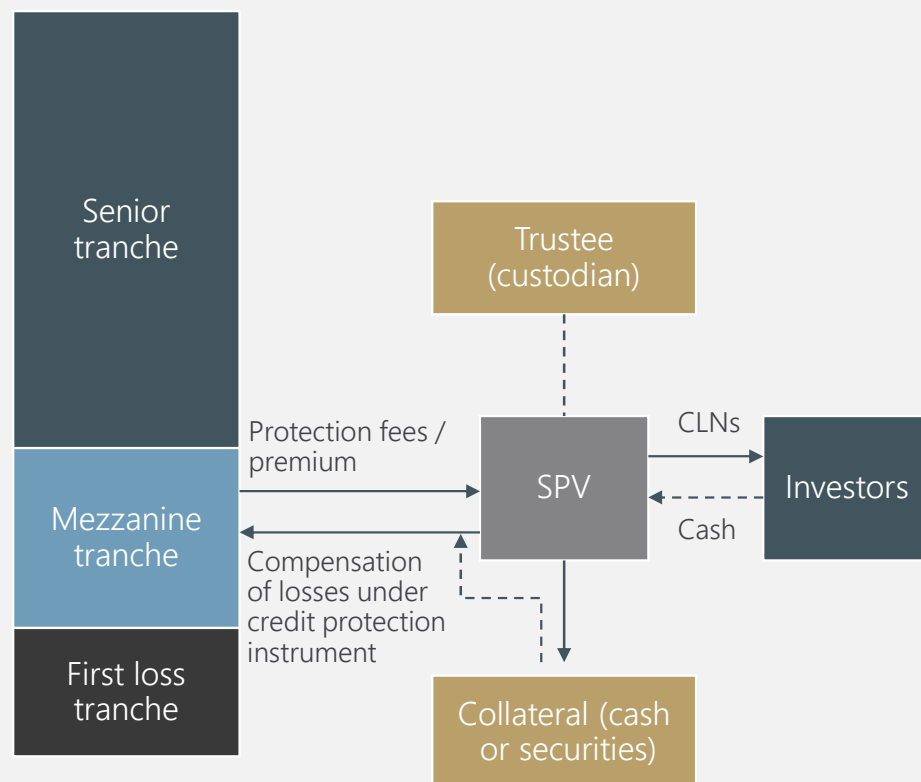 Senior
tranche
Trustee
(custodian)
Protection fees /
premium
CLNs
SPV
Investors
Mezzanine
tranche
Cash
Compensation
of losses under
credit protection
instrument
First loss
tranche
Collateral (cash
or securities)